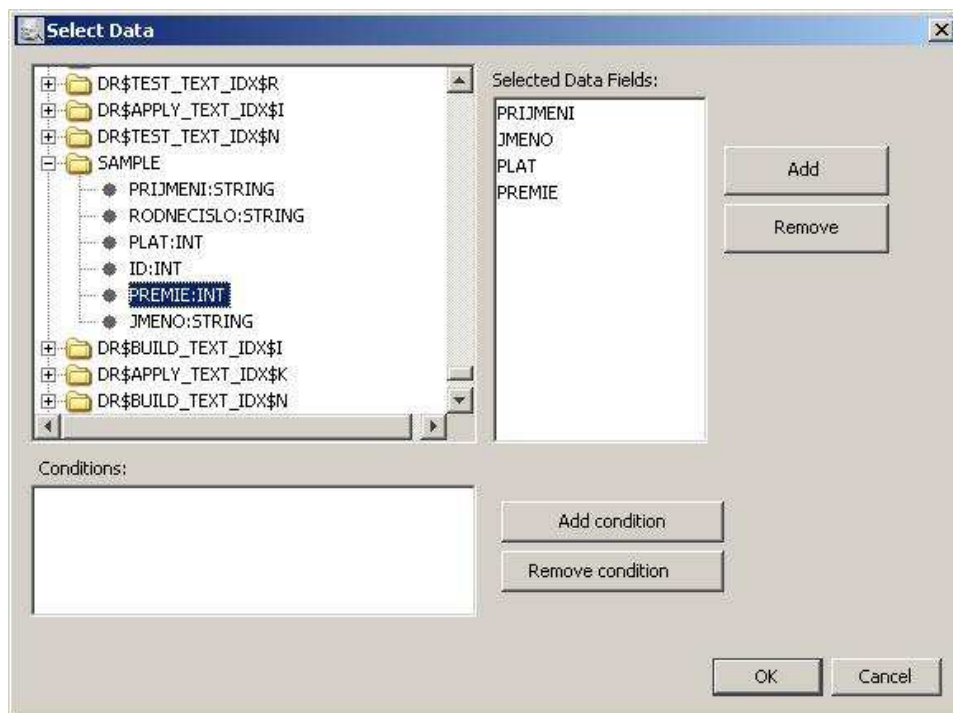 Select Data
DR$TEST_TEXT_IDX$R
DR$APPLY_TEXT_IDX$I
DR$TEST_TEXT_IDX$N
SAMPLE
PRIJMENI:STRING
RODNECISLO:STRING
PLAT:INT
ID:INT
PREMIE:INT
JMENO:STRING
DR$BUILD_TEXT_IDX$I
DR$APPLY_TEXT_IDX$K
DR$BUILD_TEXT_IDX$N
Selected Data Fields:
PRIJMENI
JMENO
PLAT
PREMIE
Add
Remove
Conditions:
Add condition
Remove condition
OK
Cancel